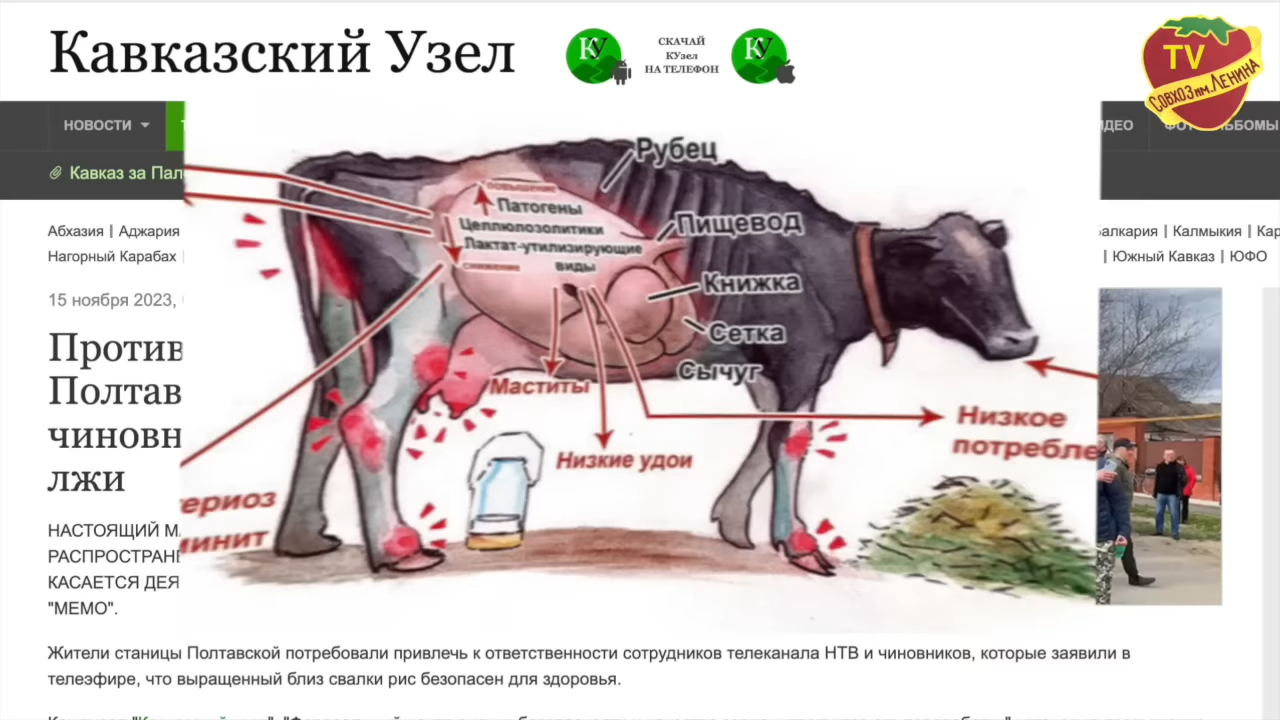 Кавказский Узел
СКАЧАЙ
КУзел
НА ТЕЛЕФОН
КУ
КУ
TV
СОВХОЗ им. ЛЕНИНА
НОВОСТИ
ДЕО
ФОТОАЛЬБОМЫ
Кавказ за Пал
Абхазия | Аджария
Балкария | Калмыкия | Кар
Нагорный Карабах
| Южный Кавказ | ЮФО
15 ноября 2023,
Против
Полтав
чиновн
лжи
НАСТОЯЩИЙ М
РАСПРОСТРАН
КАСАЕТСЯ ДЕЯ
"МЕМО".
Рубец
повышение
Патогены
Целлюлозолитики
Лактат-утилизирующие
виды
снижение
Пищевод
Книжка
Сетка
Сычуг
Маститы
Низкие удои
Низкое
потребле
ериоз
минит
Жители станицы Полтавской потребовали привлечь к ответственности сотрудников телеканала НТВ и чиновников, которые заявили в
телеэфире, что выращенный близ свалки рис безопасен для здоровья.